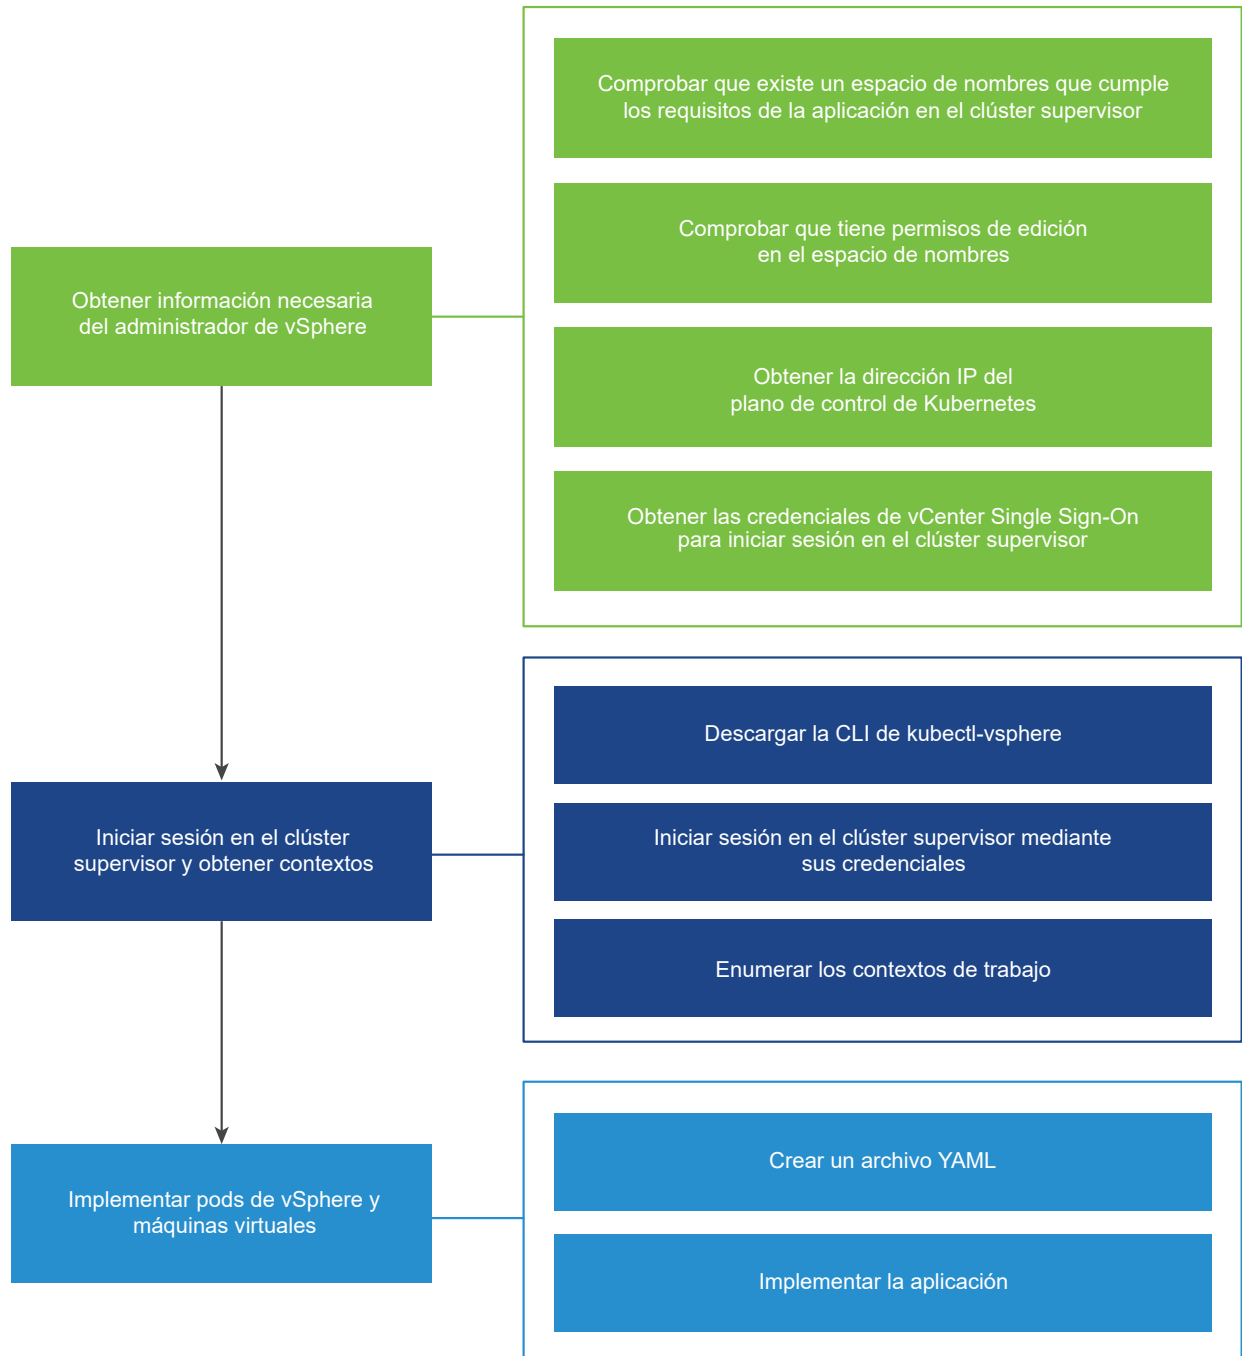 Obtener información necesaria
del administrador de vSphere
Comprobar que existe un espacio de nombres que cumple
los requisitos de la aplicación en el clúster supervisor
Comprobar que tiene permisos de edición
en el espacio de nombres
Obtener la dirección IP del
plano de control de Kubernetes
Obtener las credenciales de vCenter Single Sign-On
para iniciar sesión en el clúster supervisor
Iniciar sesión en el clúster
supervisor y obtener contextos
Descargar la CLI de kubectl-vsphere
Iniciar sesión en el clúster supervisor mediante
sus credenciales
Enumerar los contextos de trabajo
Implementar pods de vSphere y
máquinas virtuales
Crear un archivo YAML
Implementar la aplicación